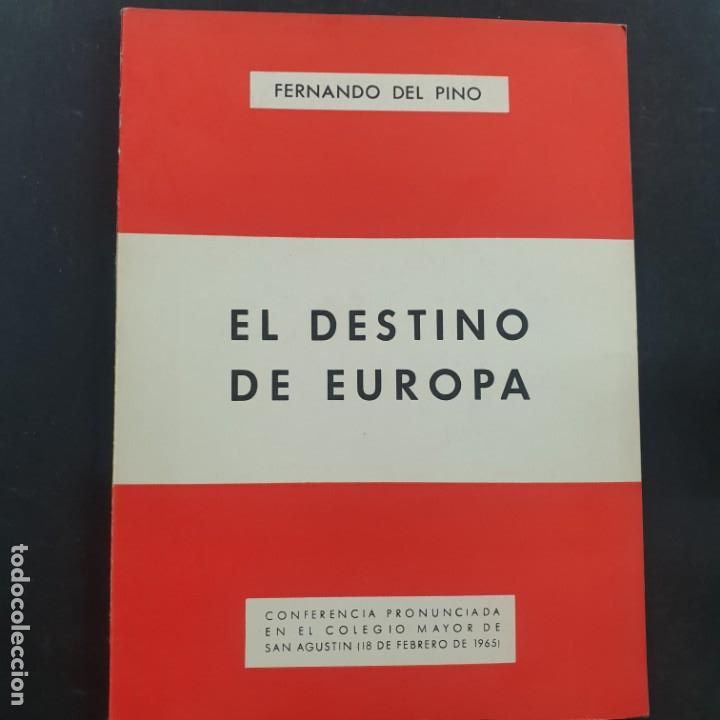 FERNANDO DEL PINO
EL DESTINO
DE EUROPA
CONFERENCIA PRONUNCIADA
EN EL COLEGIO MAYOR DE
SAN AGUSTIN (18 DE FEBRERO DE 1965)
todocoleccion